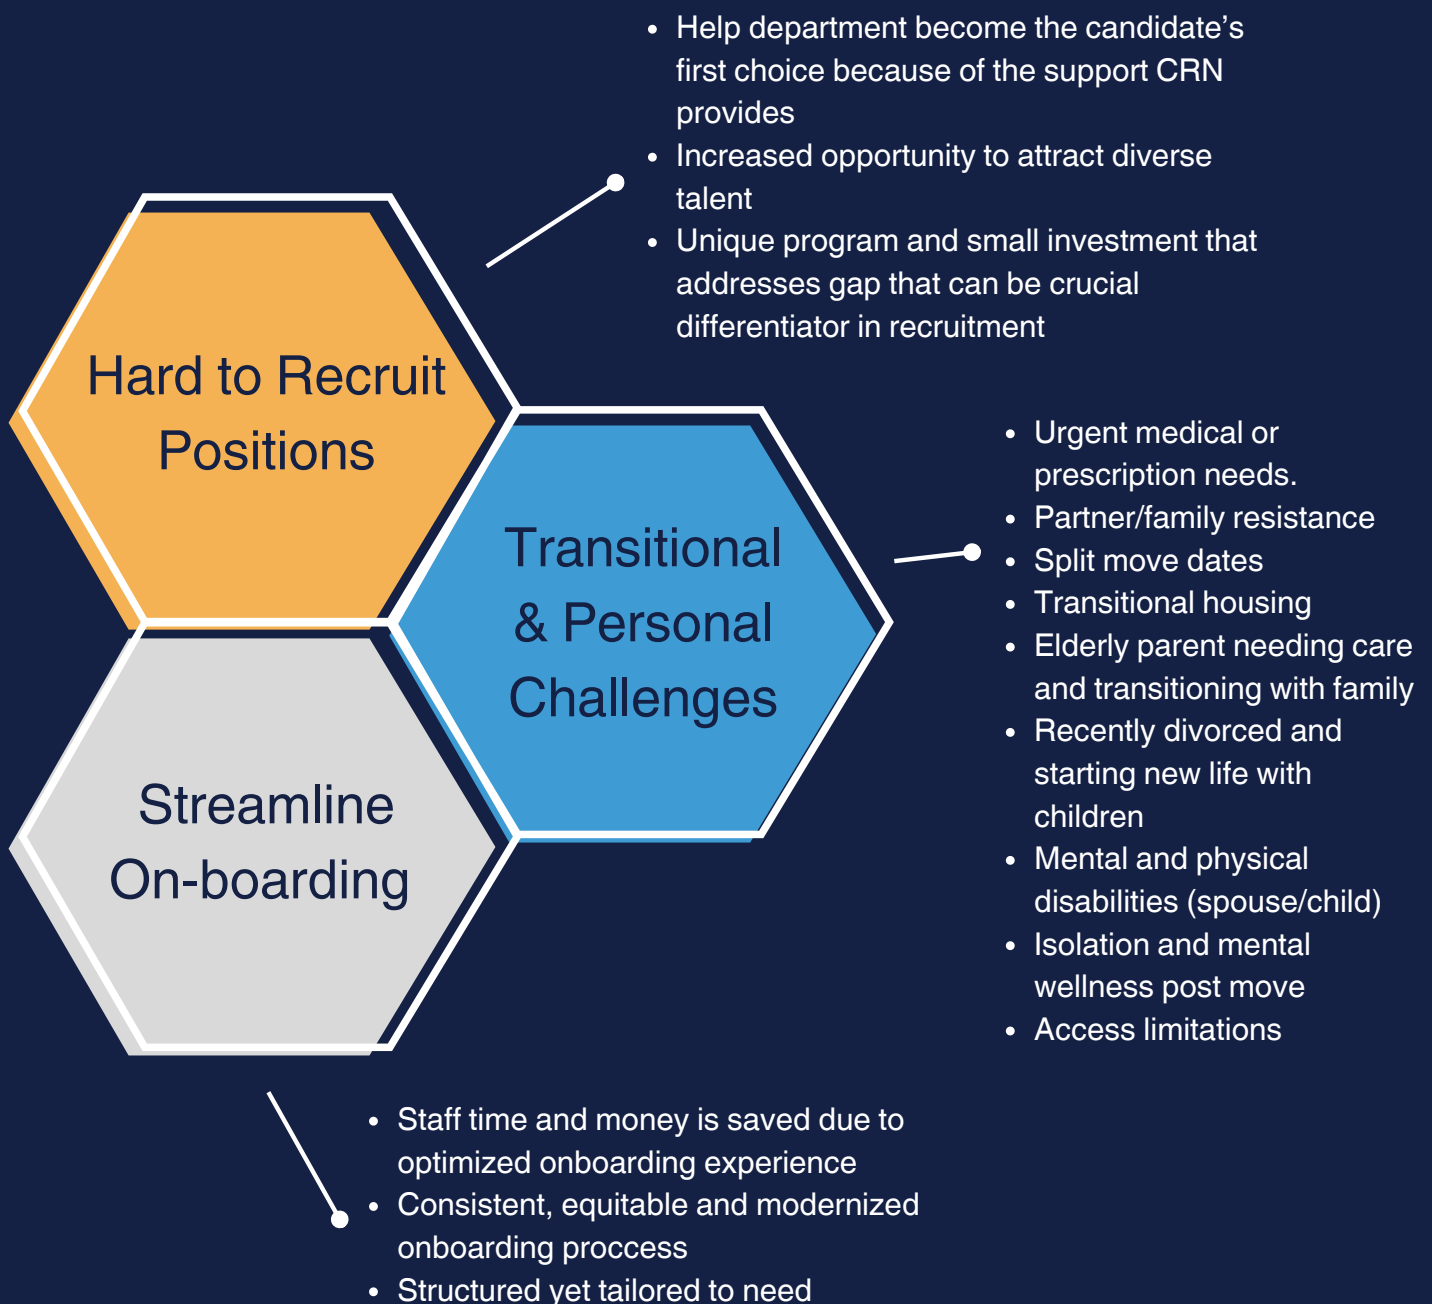 Hard to Recruit
Positions
• Help department become the candidate’s
first choice because of the support CRN
provides
• Increased opportunity to attract diverse
talent
• Unique program and small investment that
addresses gap that can be crucial
differentiator in recruitment
Transitional
& Personal
Challenges
• Urgent medical or
prescription needs.
• Partner/family resistance
• Split move dates
• Transitional housing
• Elderly parent needing care
and transitioning with family
• Recently divorced and
starting new life with
children
• Mental and physical
disabilities (spouse/child)
• Isolation and mental
wellness post move
• Access limitations
Streamline
On-boarding
• Staff time and money is saved due to
optimized onboarding experience
• Consistent, equitable and modernized
onboarding proccess
• Structured yet tailored to need